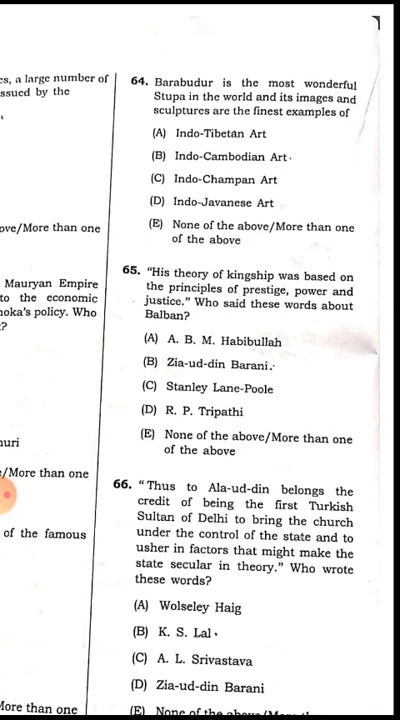 es, a large number of
ssued by the
ove/More than one
Mauryan Empire
to the economic
noka's policy. Who
?
nuri
e/More than one
of the famous
More than one
64. Barabudur is the most wonderful
Stupa in the world and its images and
sculptures are the finest examples of
(A) Indo-Tibetan Art
(B) Indo-Cambodian Art
(C) Indo-Champan Art
(D) Indo-Javanese Art
(E) None of the above/More than one
of the above
65. "His theory of kingship was based on
the principles of prestige, power and
justice." Who said these words about
Balban?
(A) A. B. M. Habibullah
(B) Zia-ud-din Barani
(C) Stanley Lane-Poole
(D) R. P. Tripathi
(E) None of the above/More than one
of the above
66. "Thus to Ala-ud-din belongs the
credit of being the first Turkish
Sultan of Delhi to bring the church
under the control of the state and to
usher in factors that might make the
state secular in theory." Who wrote
these words?
(A) Wolseley Haig
(B) K. S. Lal
(C) A. L. Srivastava
(D) Zia-ud-din Barani
(E) None of the above